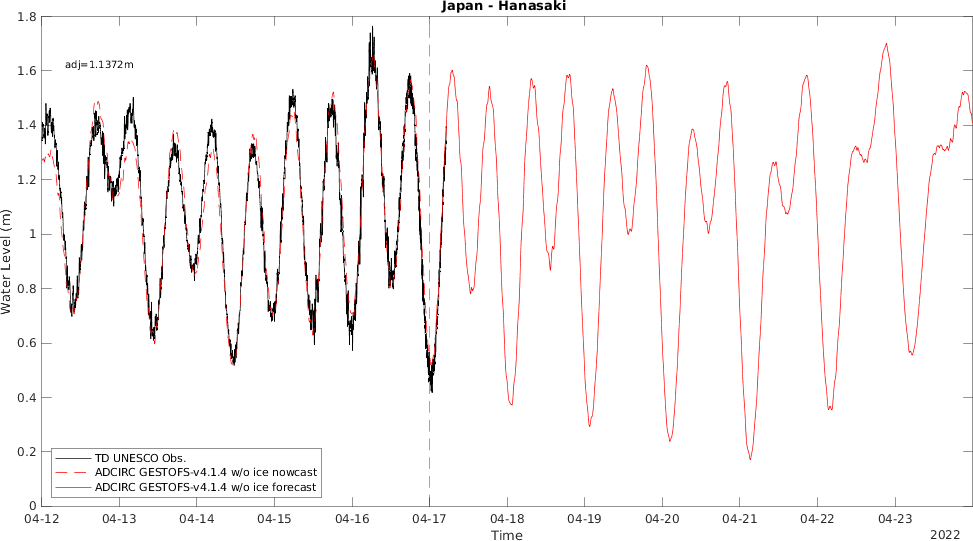 Japan - Hanasaki
adj=1.1372m
Water Level (m)
1.8
1.6
1.4
1.2
1
0.8
0.6
0.4
0.2
0
TD UNESCO Obs.
ADCIRC GESTOFS-v4.1.4 w/o ice nowcast
ADCIRC GESTOFS-v4.1.4 w/o ice forecast
04-12 04-13 04-14 04-15 04-16 04-17 04-18 04-19 04-20 04-21 04-22 04-23
Time
2022